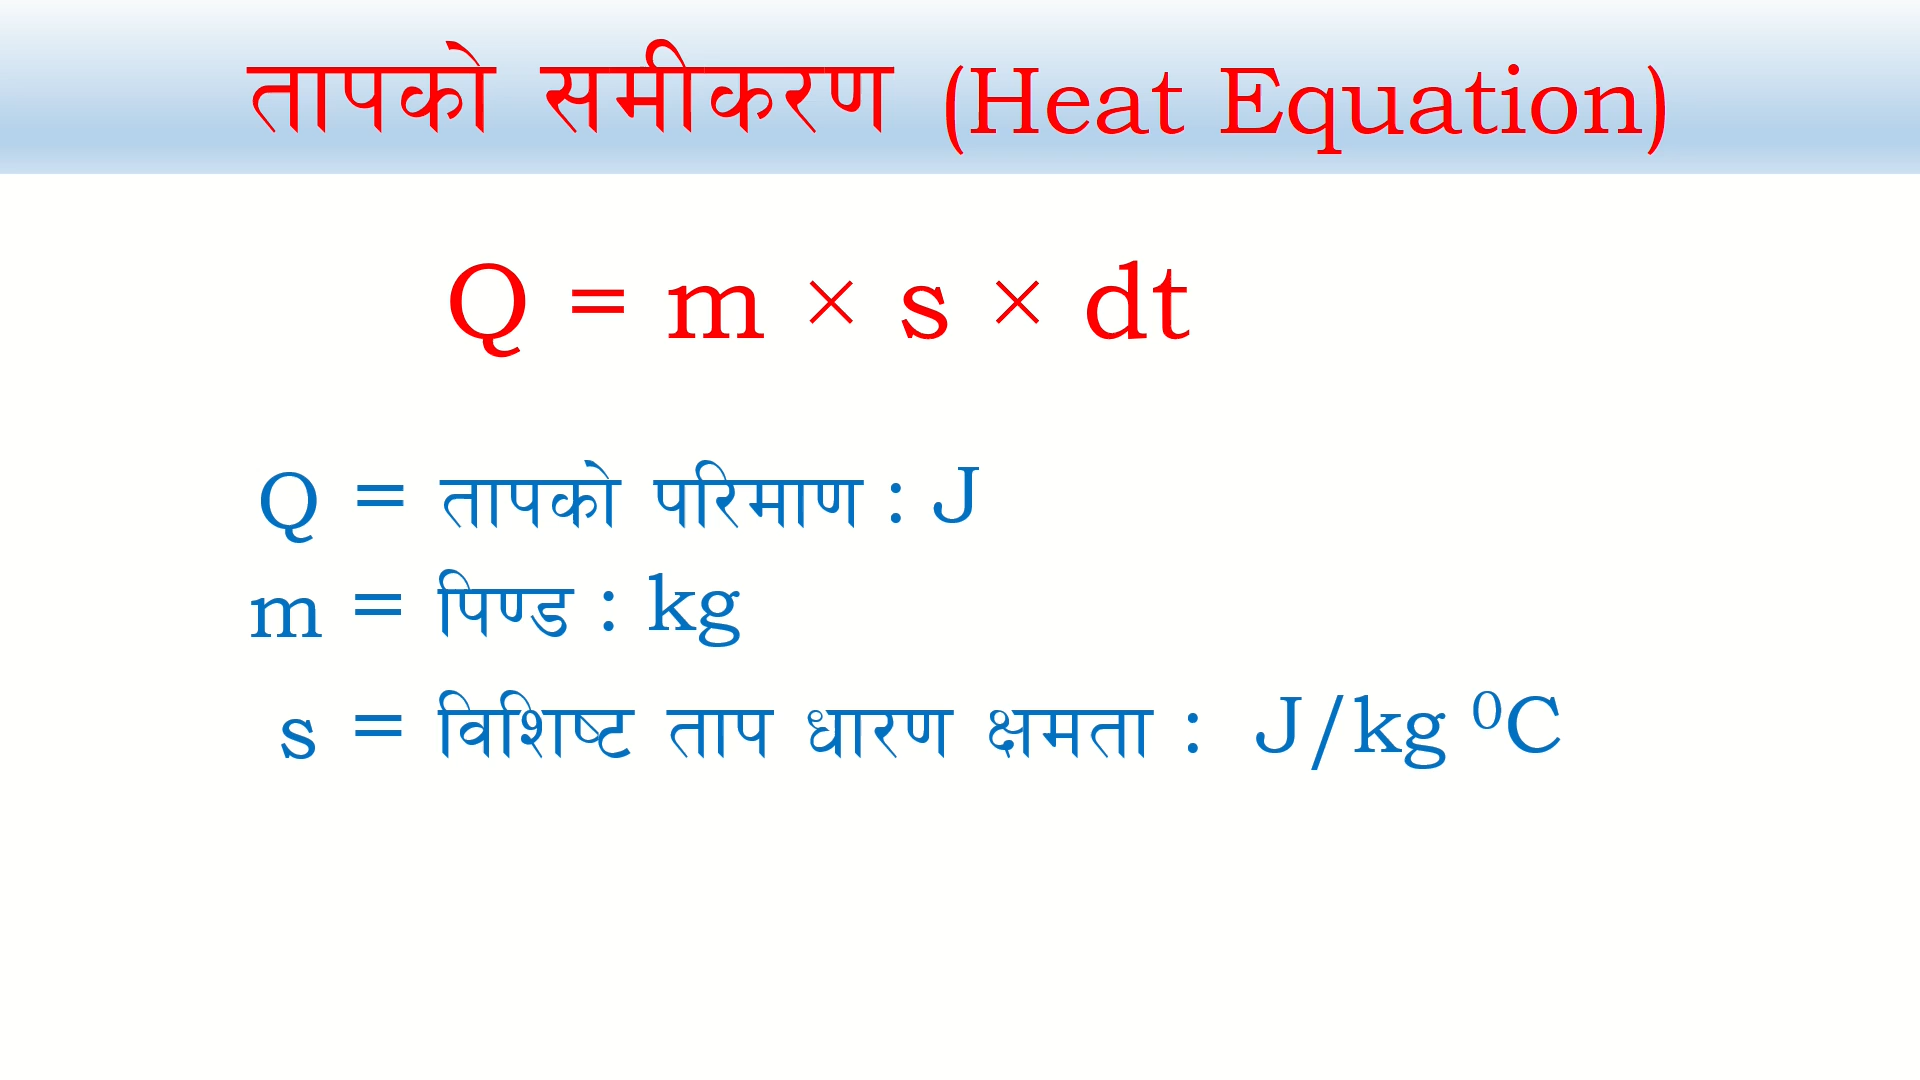 तापको समीकरण (Heat Equation)
Q = m × s × dt
Q = तापको परिमाण : J
m = पिण्ड : kg
s = विशिष्ट ताप धारण क्षमता : J/kg ⁰C